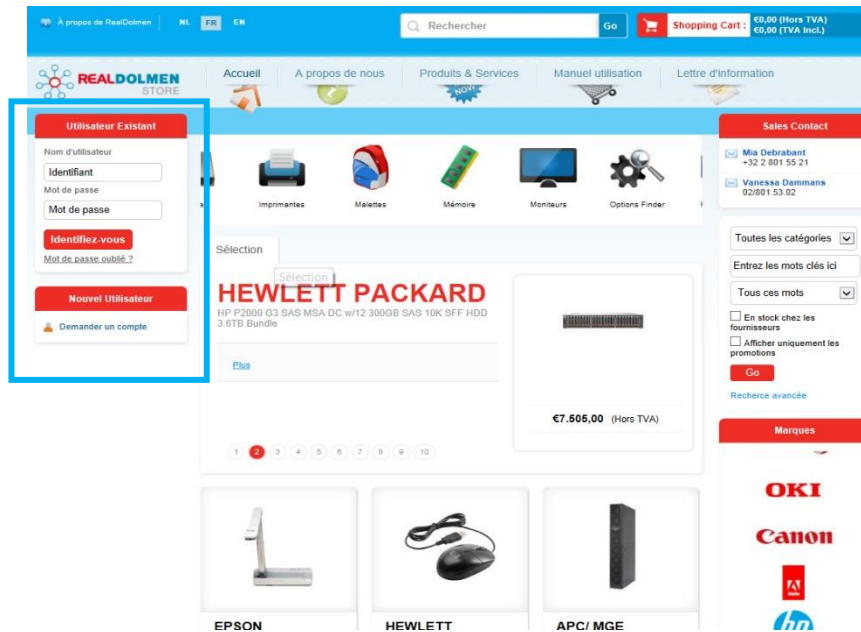 À propos de RealDolmen
NL FR EN
Rechercher
Go
Shopping Cart :
€0,00 (Hors TVA)
€0,00 (TVA Incl.)
REALDOLMEN
STORE
Accueil
A propos de nous
Produits & Services
NOW
Manuel utilisation
Lettre d'information
Utilisateur Existant
Nom d'utilisateur
Identifiant
Mot de passe
Mot de passe
Identifiez-vous
Mot de passe oublié ?
Nouvel Utilisateur
Demander un compte
Imprimantes
Malettes
Mémoire
Moniteurs
Options Finder
Sélection
Sélection
HEWLETT PACKARD
HP P2000 G3 SAS MSA DC w/12 300GB SAS 10K SFF HDD
3.6TB Bundle
Plus
€7.505,00 (Hors TVA)
1 2 3 4 5 6 7 8 9 10
EPSON
HEWLETT
APC/ MGE
Sales Contact
Mia Debrabant
+32 2 801 55 21
Vanessa Dammans
02/801.53.02
Toutes les catégories
Entrez les mots clés ici
Tous ces mots
En stock chez les
fournisseurs
Afficher uniquement les
promotions
Go
Recherce avancée
Marques
OKI
Canon
Adobe
hp